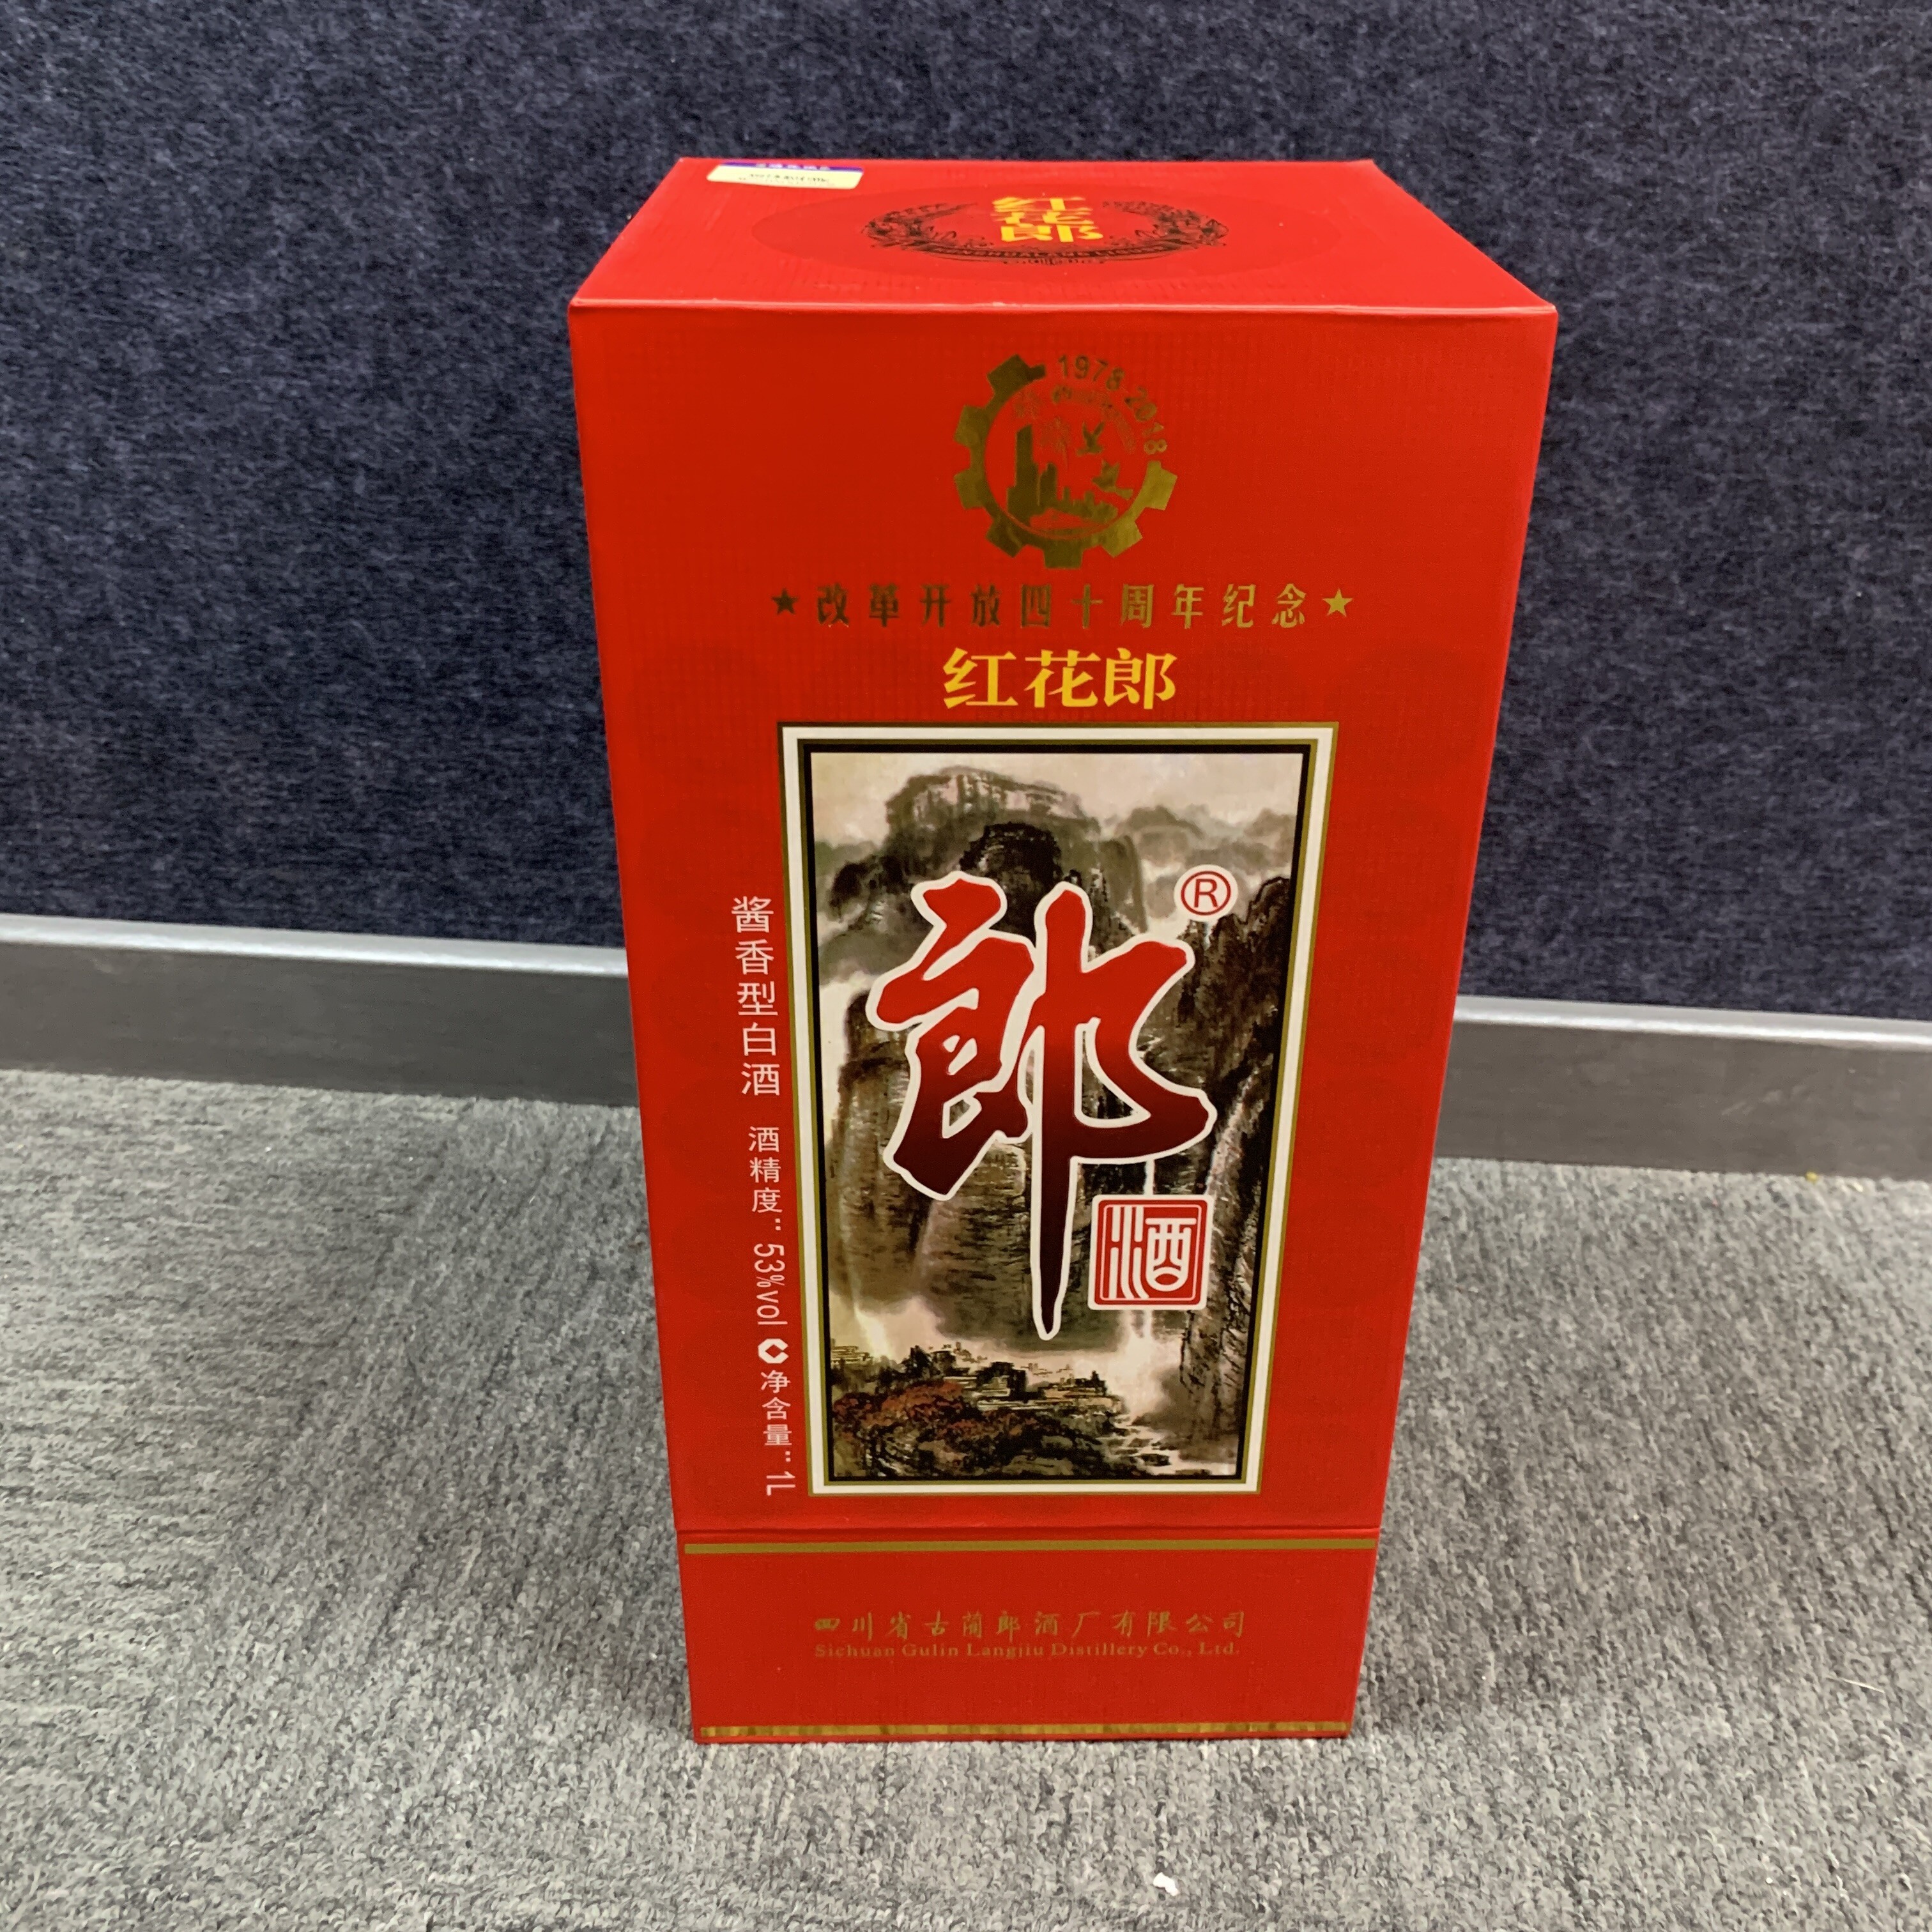 红
花
郎
1978-2018
★改革开放四十周年纪念★
红花郎
郎®
酒
酱香型白酒 酒精度：53%vol 净含量：1L
四川省古蔺郎酒厂有限公司
Sichuan Gulin Langjiu Distillery Co., Ltd.